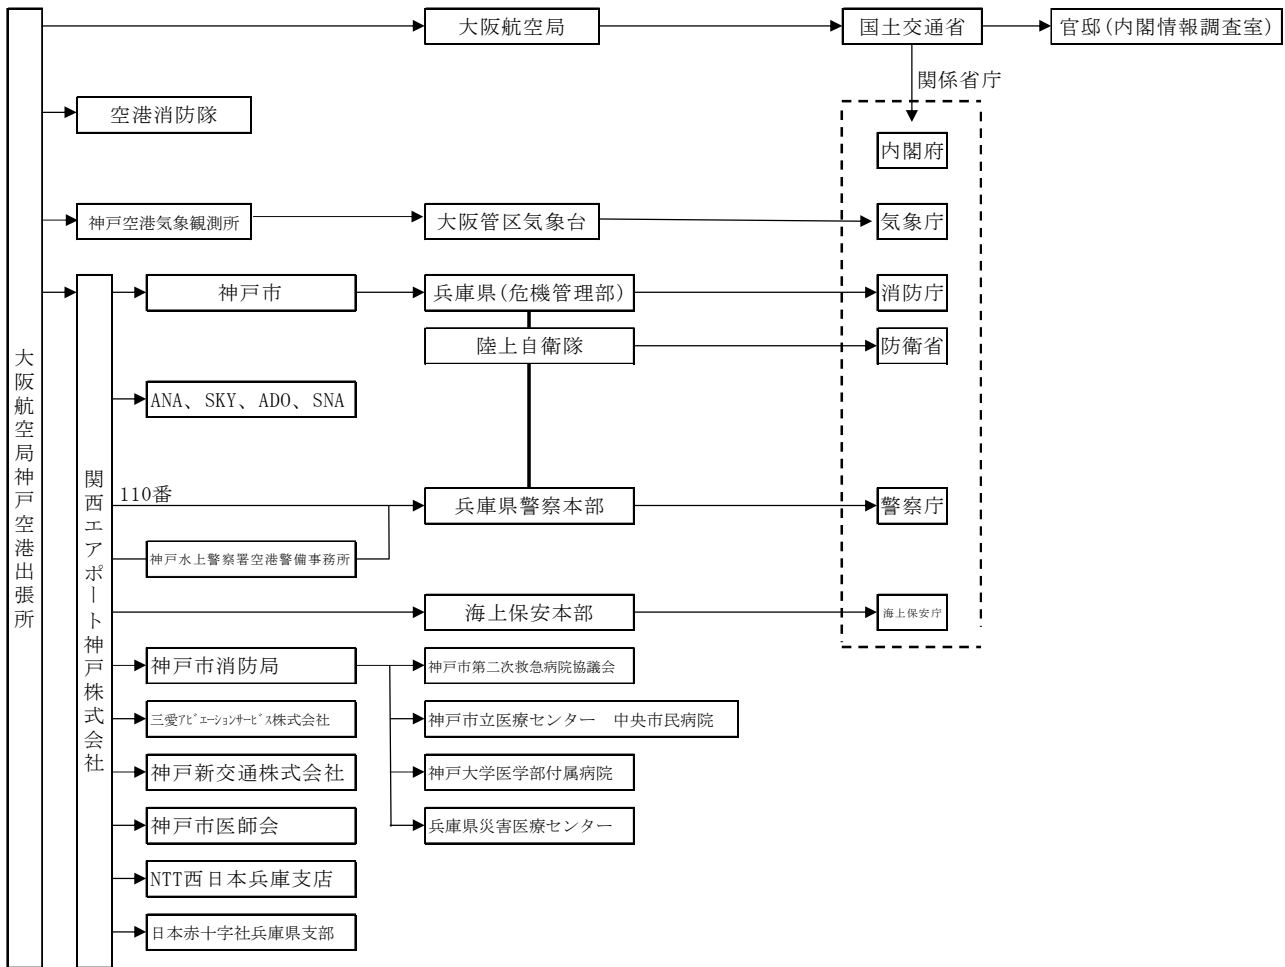 大阪航空局
国土交通省
官邸(内閣情報調査室)
関係省庁
空港消防隊
内閣府
神戸空港気象観測所
大阪管区気象台
気象庁
神戸市
兵庫県(危機管理部)
消防庁
陸上自衛隊
防衛省
大阪航空局神戸空港出張所
ANA、SKY、ADO、SNA
関西エアポート神戸株式会社
110番
兵庫県警察本部
警察庁
神戸水上警察署空港警備事務所
海上保安本部
海上保安庁
神戸市消防局
神戸市第二次救急病院協議会
三愛ｱﾋﾞｴｰｼｮﾝｻｰﾋﾞｽ株式会社
神戸市立医療センター　中央市民病院
神戸新交通株式会社
神戸大学医学部付属病院
神戸市医師会
兵庫県災害医療センター
NTT西日本兵庫支店
日本赤十字社兵庫県支部